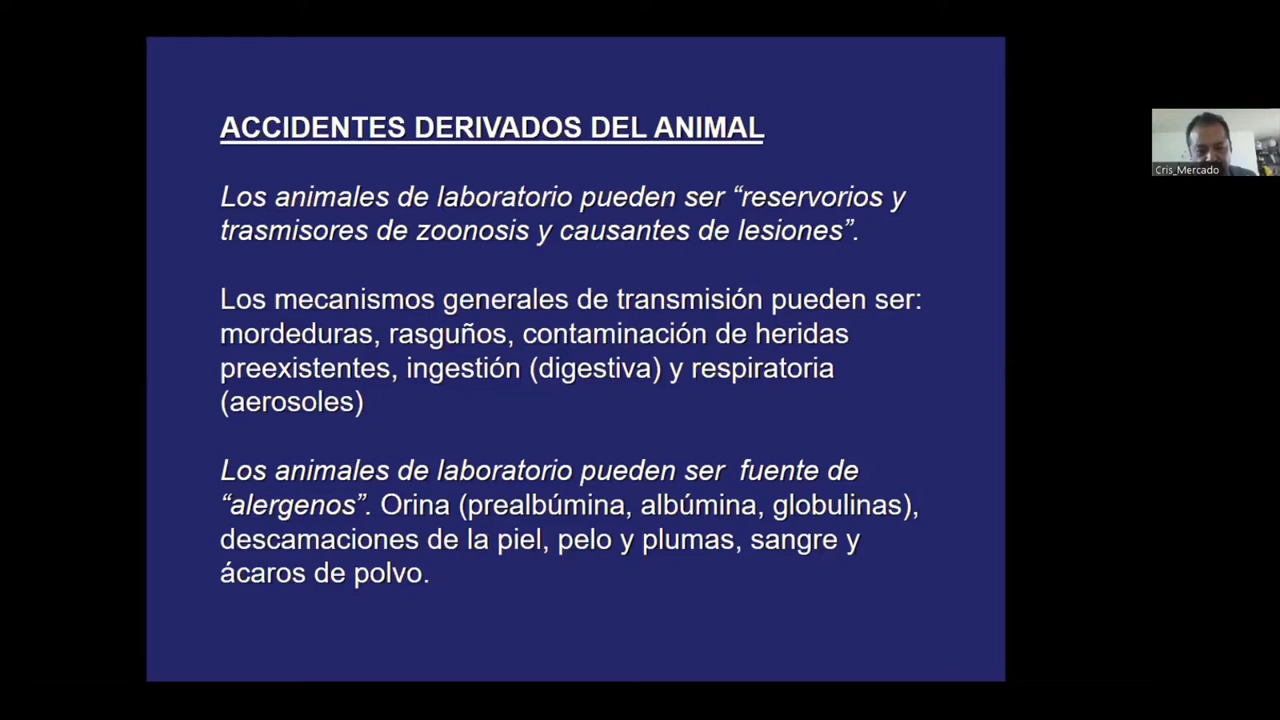 ACCIDENTES DERIVADOS DEL ANIMAL
Los animales de laboratorio pueden ser “reservorios y
trasmisores de zoonosis y causantes de lesiones”.
Los mecanismos generales de transmisión pueden ser:
mordeduras, rasguños, contaminación de heridas
preexistentes, ingestión (digestiva) y respiratoria
(aerosoles)
Los animales de laboratorio pueden ser  fuente de
“alergenos”. Orina (prealbúmina, albúmina, globulinas),
descamaciones de la piel, pelo y plumas, sangre y
ácaros de polvo.
Cris_Mercado